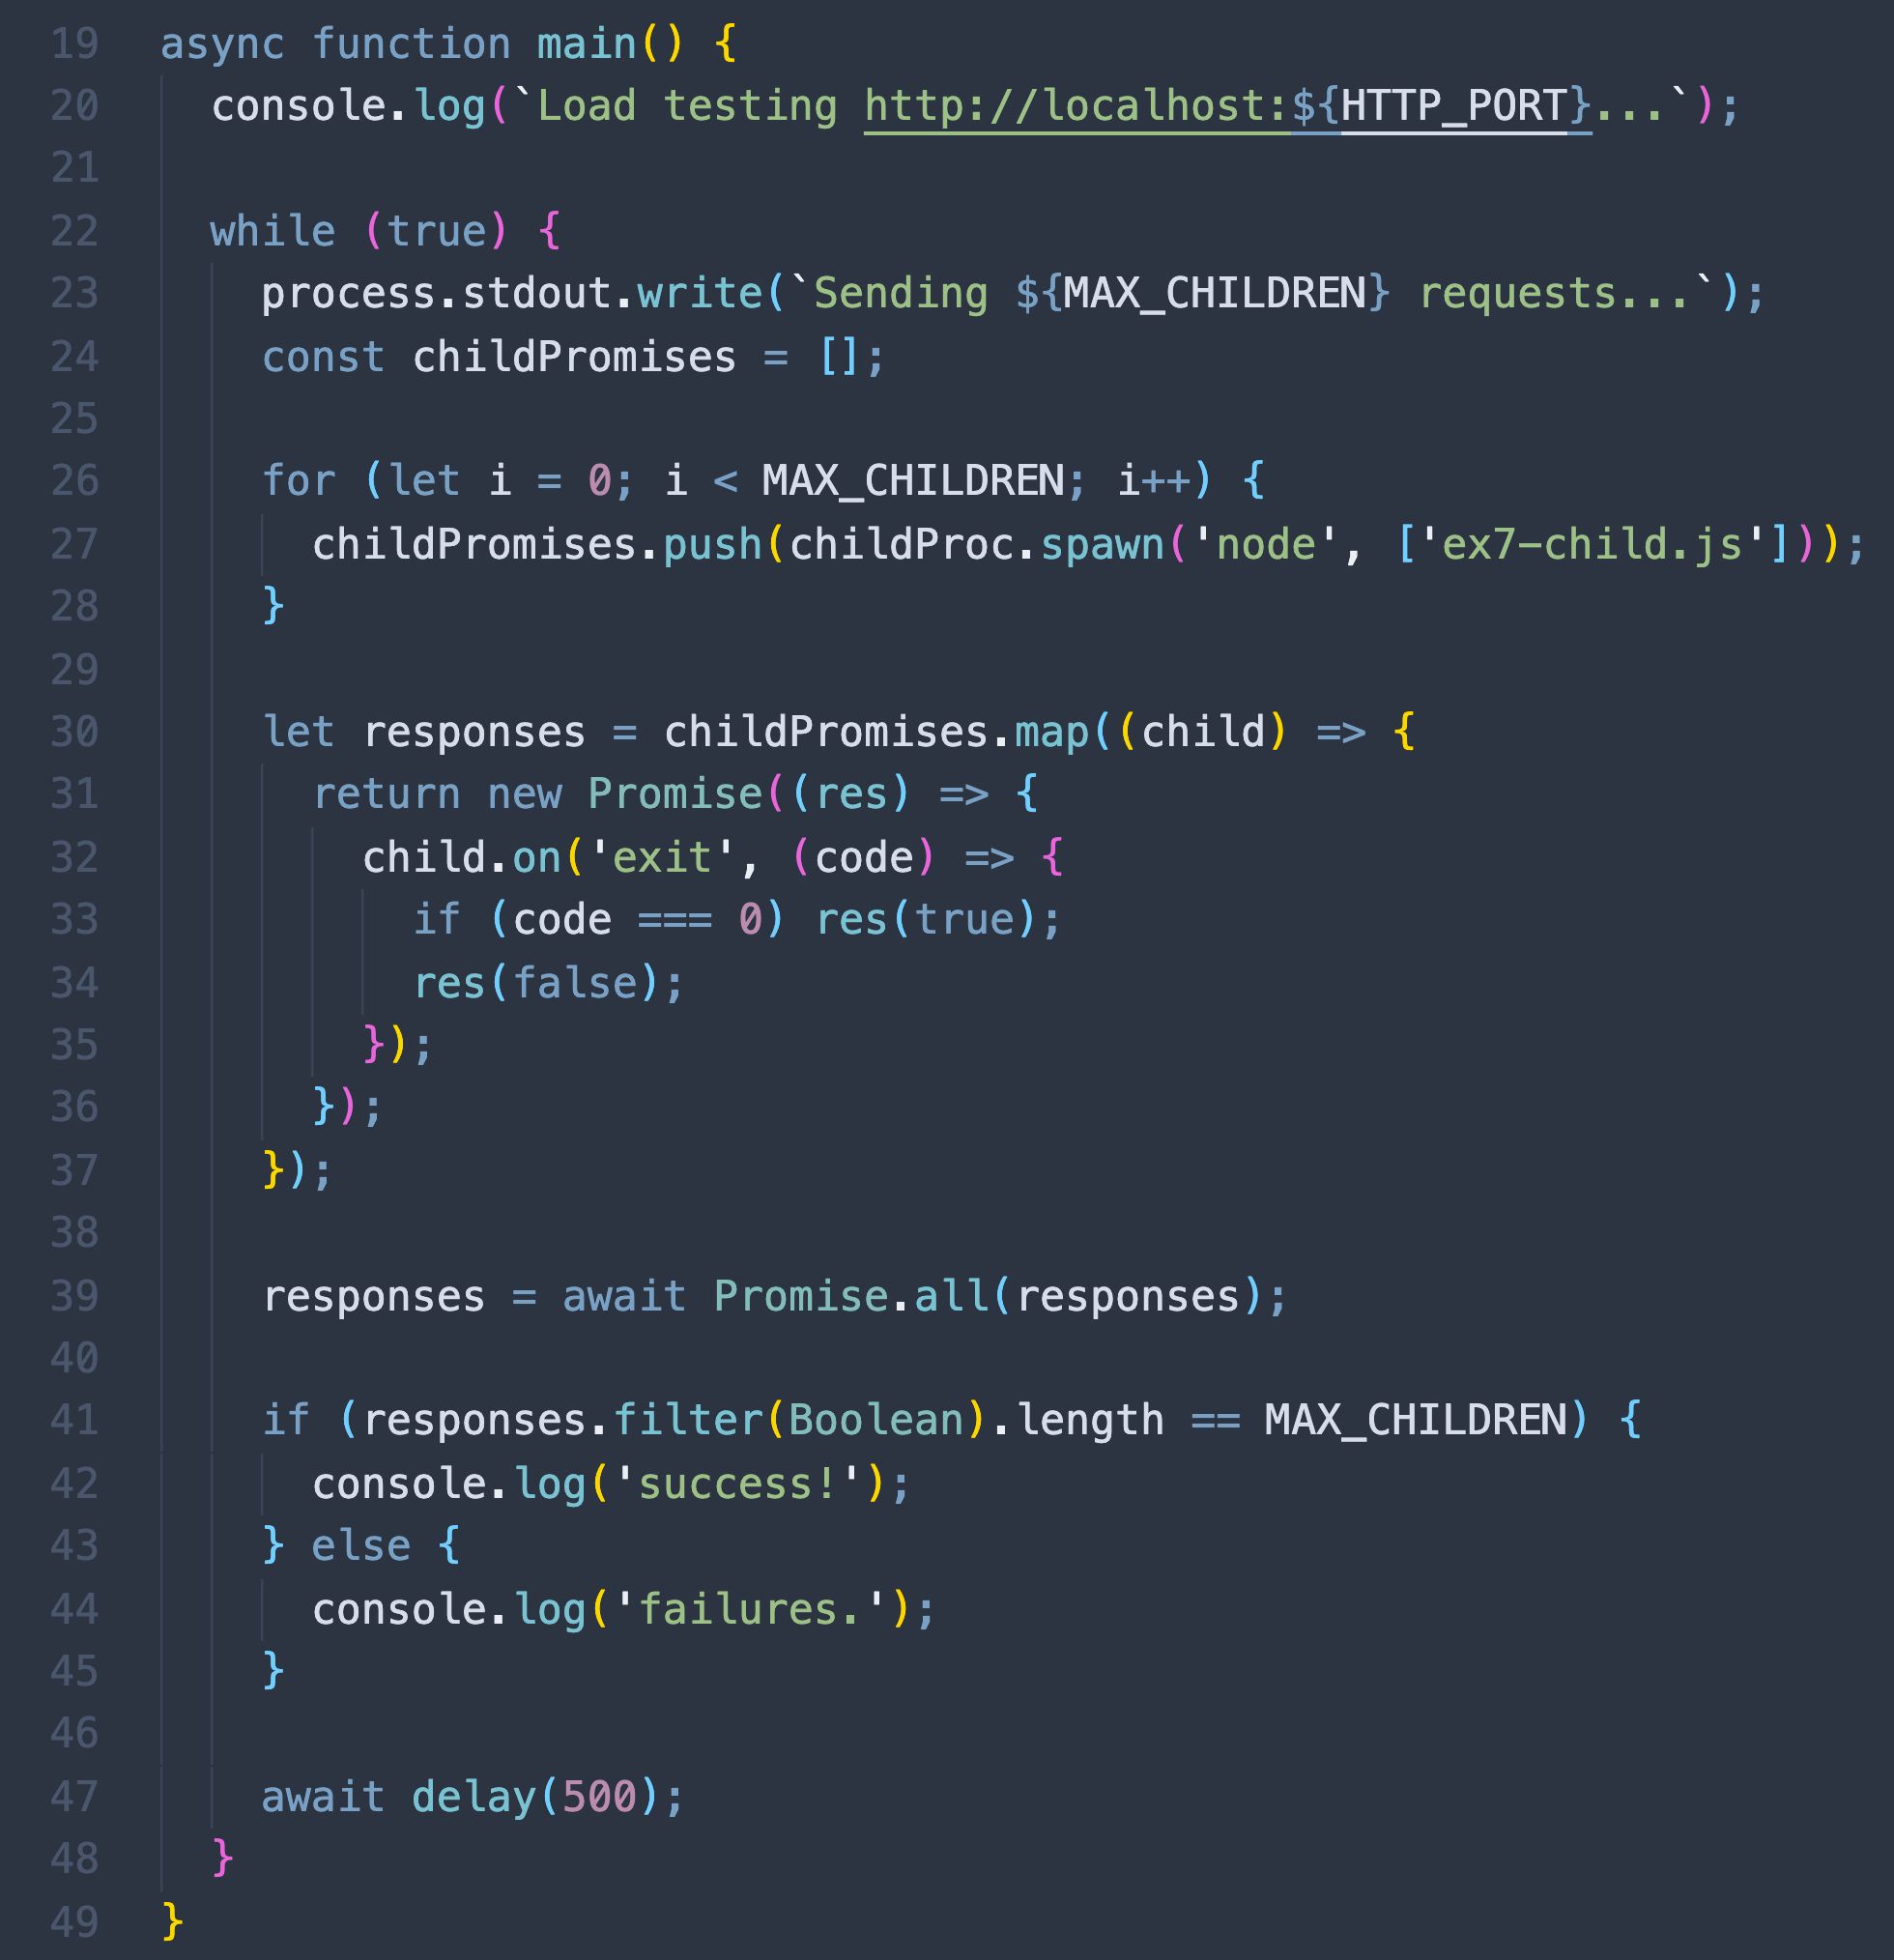 19 async function main() {
20   console.log(`Load testing http://localhost:${HTTP_PORT}...`);
21
22   while (true) {
23     process.stdout.write(`Sending ${MAX_CHILDREN} requests...`);
24     const childPromises = [];
25
26     for (let i = 0; i < MAX_CHILDREN; i++) {
27       childPromises.push(childProc.spawn('node', ['ex7-child.js']));
28     }
29
30     let responses = childPromises.map((child) => {
31       return new Promise((res) => {
32         child.on('exit', (code) => {
33           if (code === 0) res(true);
34           res(false);
35         });
36       });
37     });
38
39     responses = await Promise.all(responses);
40
41     if (responses.filter(Boolean).length == MAX_CHILDREN) {
42       console.log('success!');
43     } else {
44       console.log('failures.');
45     }
46
47     await delay(500);
48   }
49 }